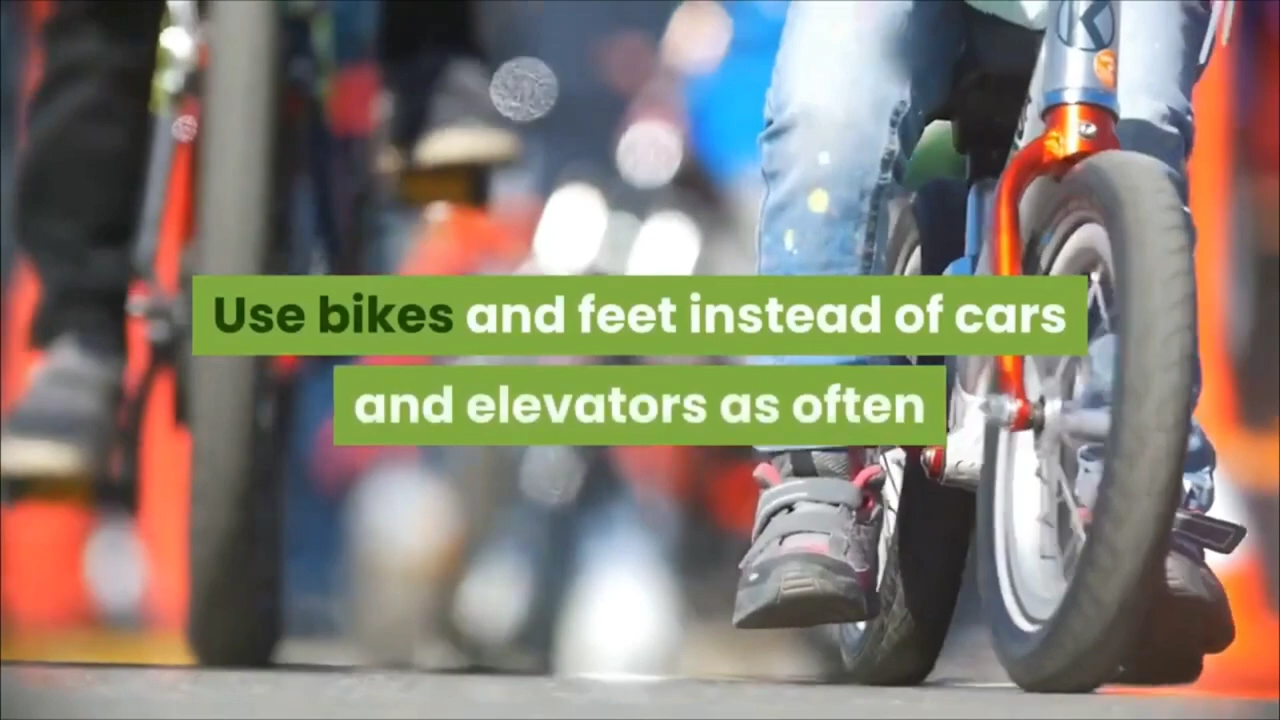 Use bikes and feet instead of cars
and elevators as often